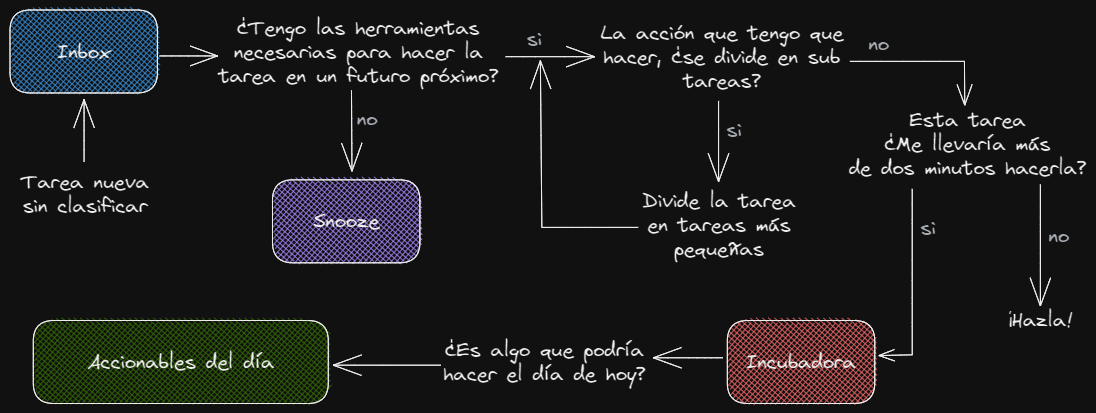 Inbox
Tarea nueva
sin clasificar
¿Tengo las herramientas
necesarias para hacer la
tarea en un futuro próximo?
no
Snooze
si
La acción que tengo que
hacer, ¿se divide en sub
tareas?
si
Divide la tarea
en tareas más
pequeñas
no
Esta tarea
¿Me llevaría más
de dos minutos hacerla?
si
no
¡Hazla!
Incubadora
¿Es algo que podría
hacer el día de hoy?
Accionables del día